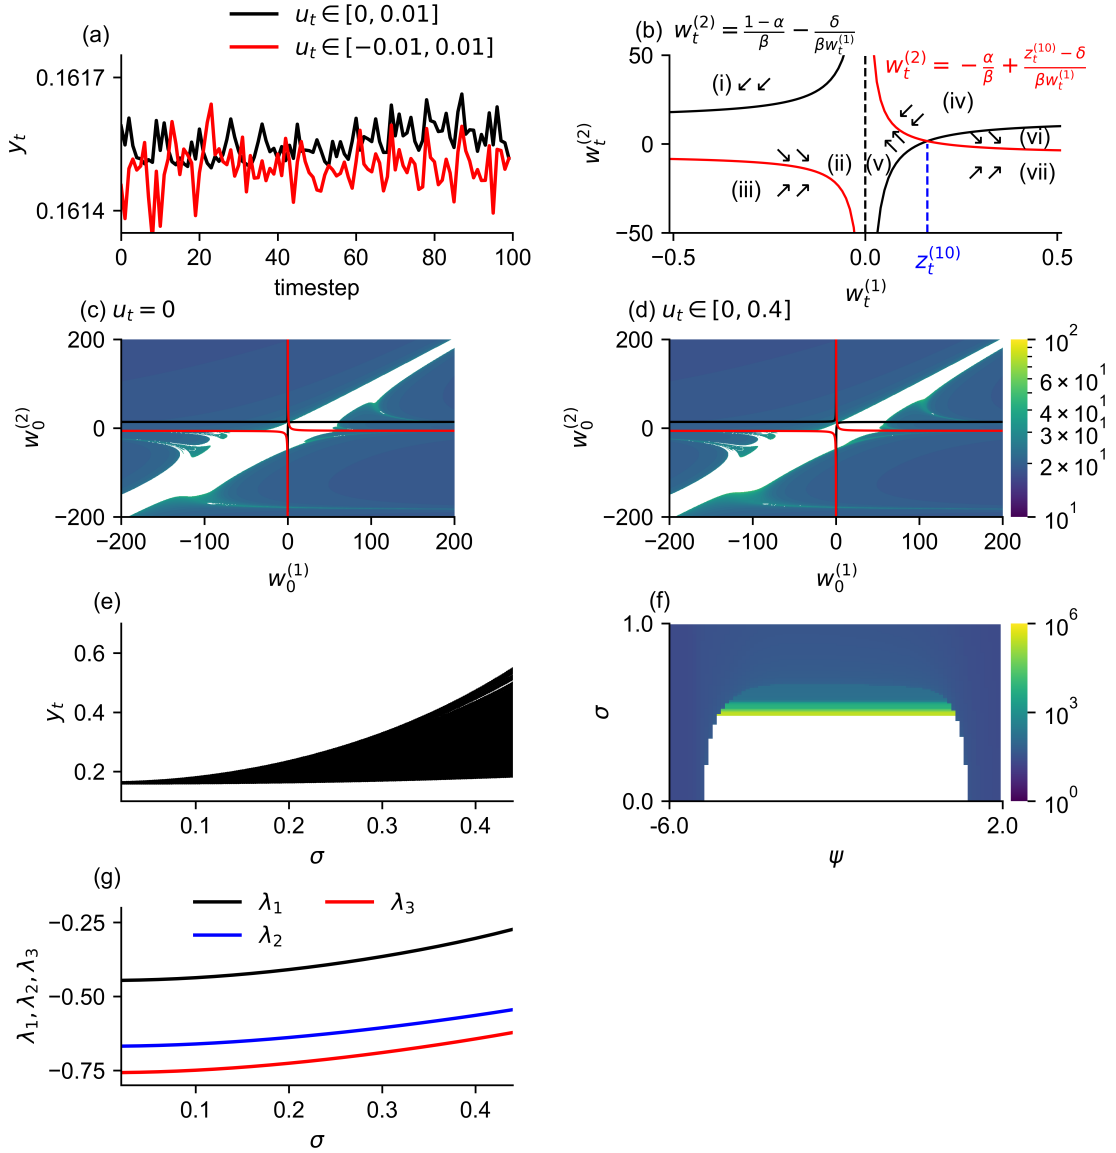 (a)
u_t ∈ [0, 0.01]
u_t ∈ [−0.01, 0.01]
0.1617
0.1614
y_t
0 20 40 60 80 100
timestep
(b) w_t^(2) = (1−α)/β − δ/(βw_t^(1))
w_t^(2) = −α/β + (z_t^(10) − δ)/(βw_t^(1))
50
0
−50
w_t^(2)
(i) ↙↙
(ii)
(iii)
(iv)
(v)
(vi)
(vii)
↘↘
↗↗
↙↙
↖↖
↘↘
↗↗
−0.5 0.0 0.5
z_t^(10)
w_t^(1)
(c) u_t = 0
200
0
−200
w_0^(2)
−200 −100 0 100 200
w_0^(1)
(d) u_t ∈ [0, 0.4]
200
0
−200
w_0^(2)
−200 −100 0 100 200
w_0^(1)
10^2
6 × 10^1
4 × 10^1
3 × 10^1
2 × 10^1
10^1
(e)
0.6
0.4
0.2
y_t
0.1 0.2 0.3 0.4
σ
(f)
1.0
0.0
σ
-6.0 2.0
ψ
10^6
10^3
10^0
(g)
λ_1 λ_3
λ_2
−0.25
−0.50
−0.75
λ_1, λ_2, λ_3
0.1 0.2 0.3 0.4
σ